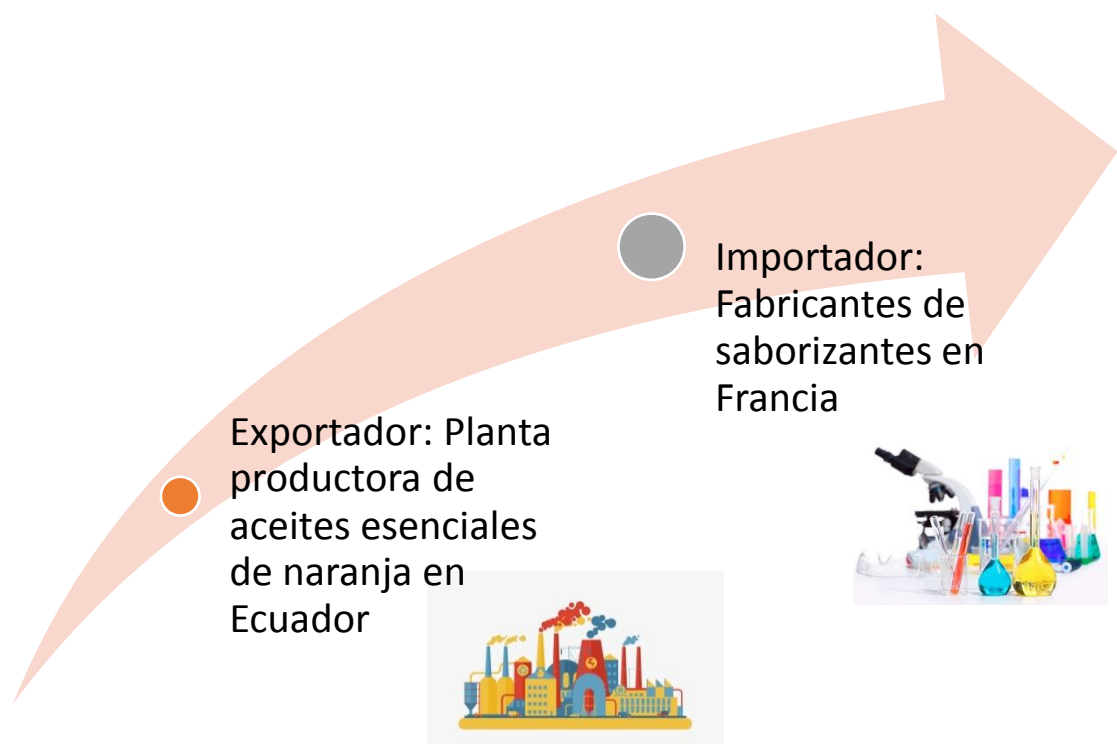 Importador:
Fabricantes de
saborizantes en
Francia
Exportador: Planta
productora de
aceites esenciales
de naranja en
Ecuador